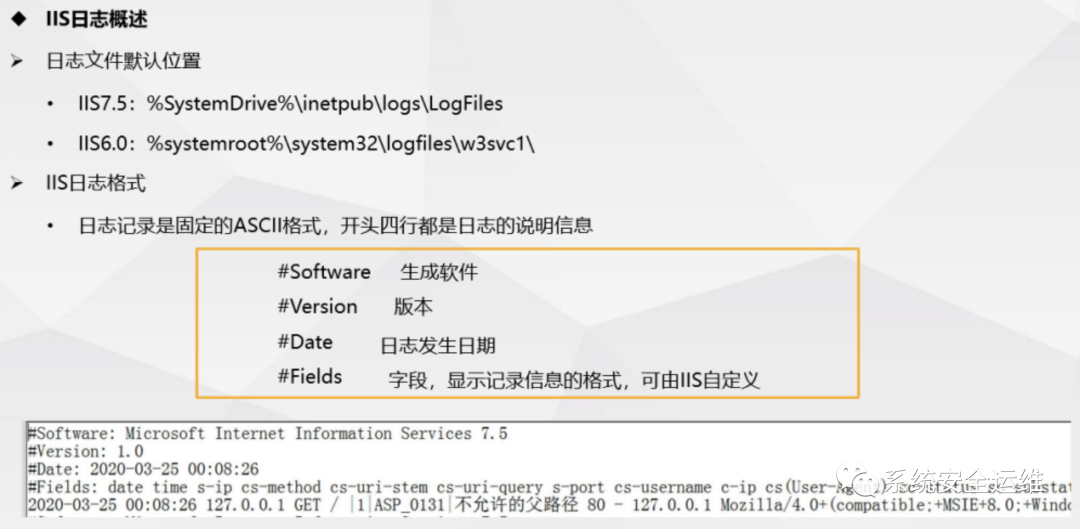 ◆ IIS日志概述
➢ 日志文件默认位置
• IIS7.5：%SystemDrive%\inetpub\logs\LogFiles
• IIS6.0：%systemroot%\system32\logfiles\w3svc1\
➢ IIS日志格式
• 日志记录是固定的ASCII格式，开头四行都是日志的说明信息
#Software 生成软件
#Version 版本
#Date 日志发生日期
#Fields 字段，显示记录信息的格式，可由IIS自定义
#Software: Microsoft Internet Information Services 7.5
#Version: 1.0
#Date: 2020-03-25 00:08:26
#Fields: date time s-ip cs-method cs-uri-stem cs-uri-query s-port cs-username c-ip cs(User-Agent)
系统安全运维
2020-03-25 00:08:26 127.0.0.1 GET / |1|ASP_0131|不允许的父路径 80 - 127.0.0.1 Mozilla/4.0+(compatible;+MSIE+8.0;+Windo